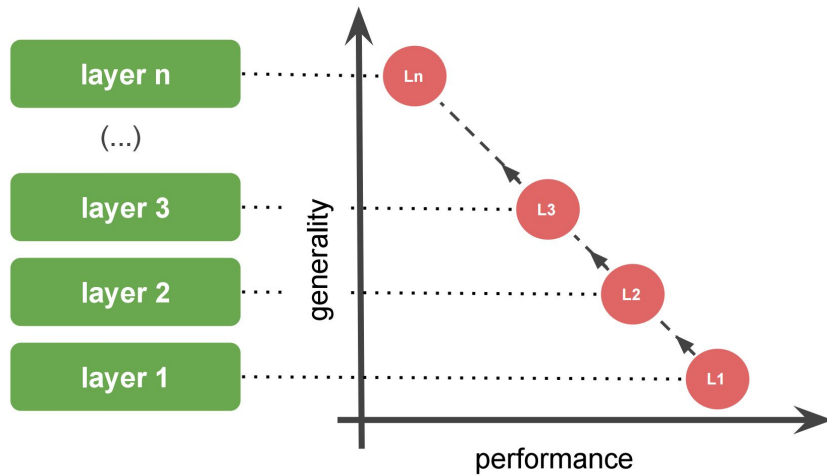 layer n
(...)
layer 3
layer 2
layer 1
generality
Ln
L3
L2
L1
performance